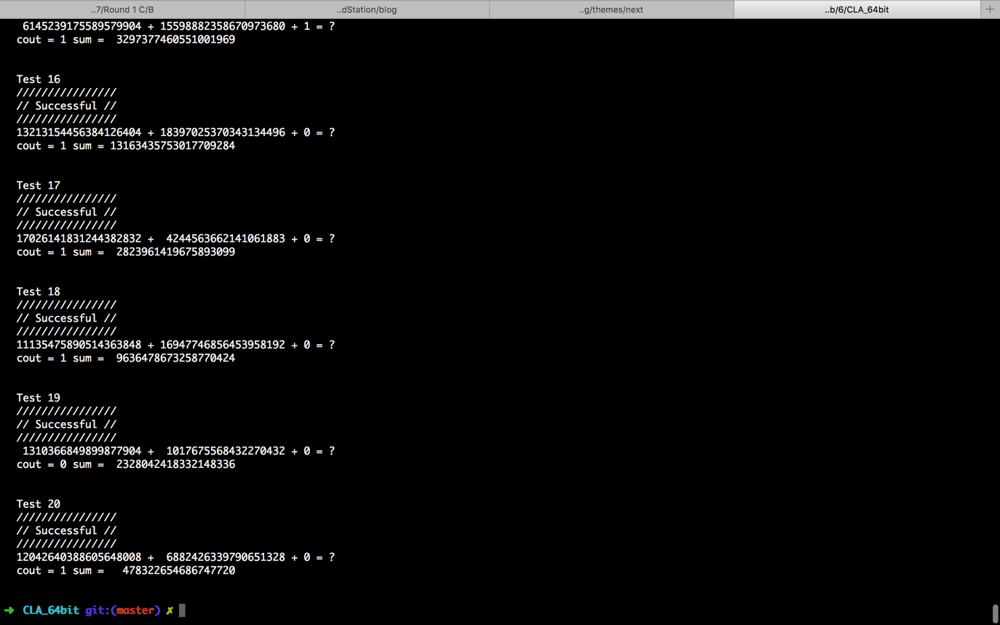 ..7/Round 1 C/B
..dStation/blog
..g/themes/next
..b/6/CLA_64bit
+
6145239175589579904 + 15598882358670973680 + 1 = ?
cout = 1 sum =  3297377460551001969
Test 16
////////////////
// Successful //
////////////////
13213154456384126404 + 18397025370343134496 + 0 = ?
cout = 1 sum = 13163435753017709284
Test 17
////////////////
// Successful //
////////////////
17026141831244382832 +  4244563662141061883 + 0 = ?
cout = 1 sum =  2823961419675893099
Test 18
////////////////
// Successful //
////////////////
11135475890514363848 + 16947746856453958192 + 0 = ?
cout = 1 sum =  9636478673258770424
Test 19
////////////////
// Successful //
////////////////
1310366849899877904 +  1017675568432270432 + 0 = ?
cout = 0 sum =  2328042418332148336
Test 20
////////////////
// Successful //
////////////////
12042640388605648008 +  6882426339790651328 + 0 = ?
cout = 1 sum =   478322654686747720
➜ CLA_64bit git:(master) ✗